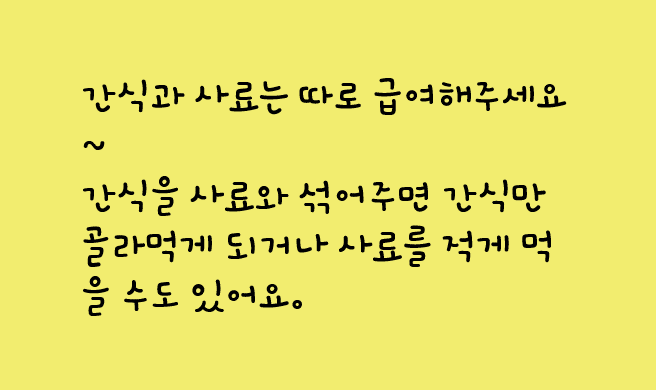 간식과 사료는 따로 급여해주세요
~
간식을 사료와 섞어주면 간식만
골라먹게 되거나 사료를 적게 먹
을 수도 있어요。